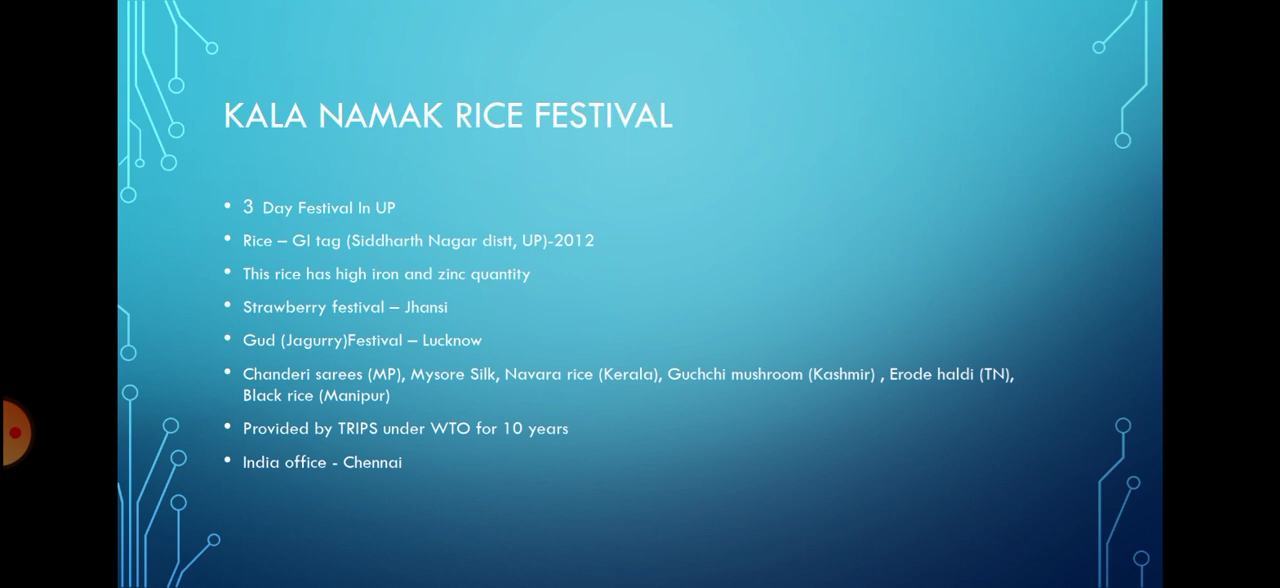 KALA NAMAK RICE FESTIVAL
• 3 Day Festival In UP
• Rice – GI tag (Siddharth Nagar distt, UP)-2012
• This rice has high iron and zinc quantity
• Strawberry festival – Jhansi
• Gud (Jagurry)Festival – Lucknow
• Chanderi sarees (MP), Mysore Silk, Navara rice (Kerala), Guchchi mushroom (Kashmir) , Erode haldi (TN),
Black rice (Manipur)
• Provided by TRIPS under WTO for 10 years
• India office - Chennai